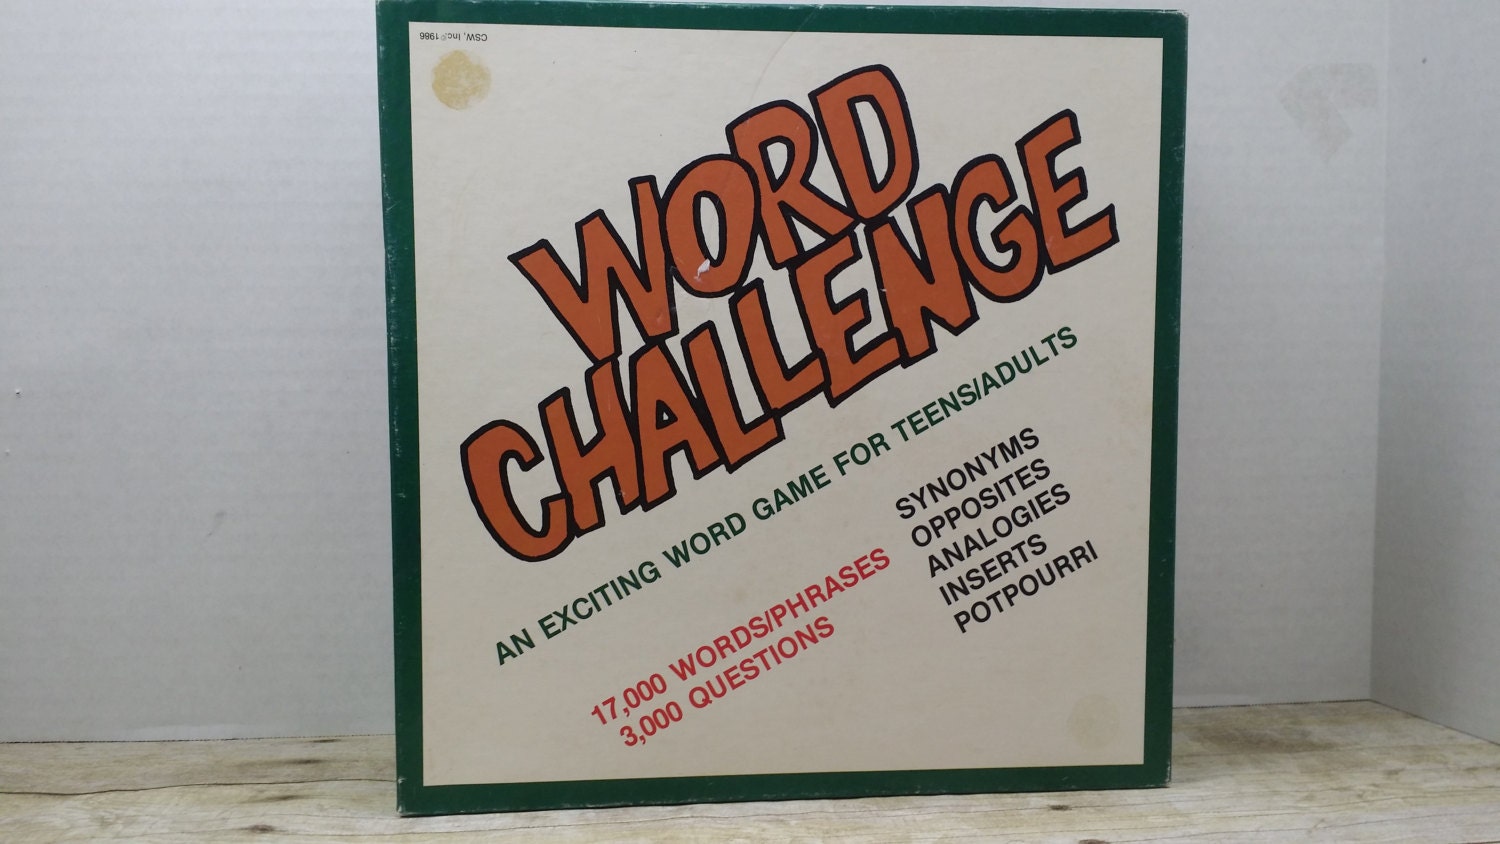 CSW, Inc.© 1986
WORD
CHALLENGE
AN EXCITING WORD GAME FOR TEENS/ADULTS
17,000 WORDS/PHRASES
3,000 QUESTIONS
SYNONYMS
OPPOSITES
ANALOGIES
INSERTS
POTPOURRI